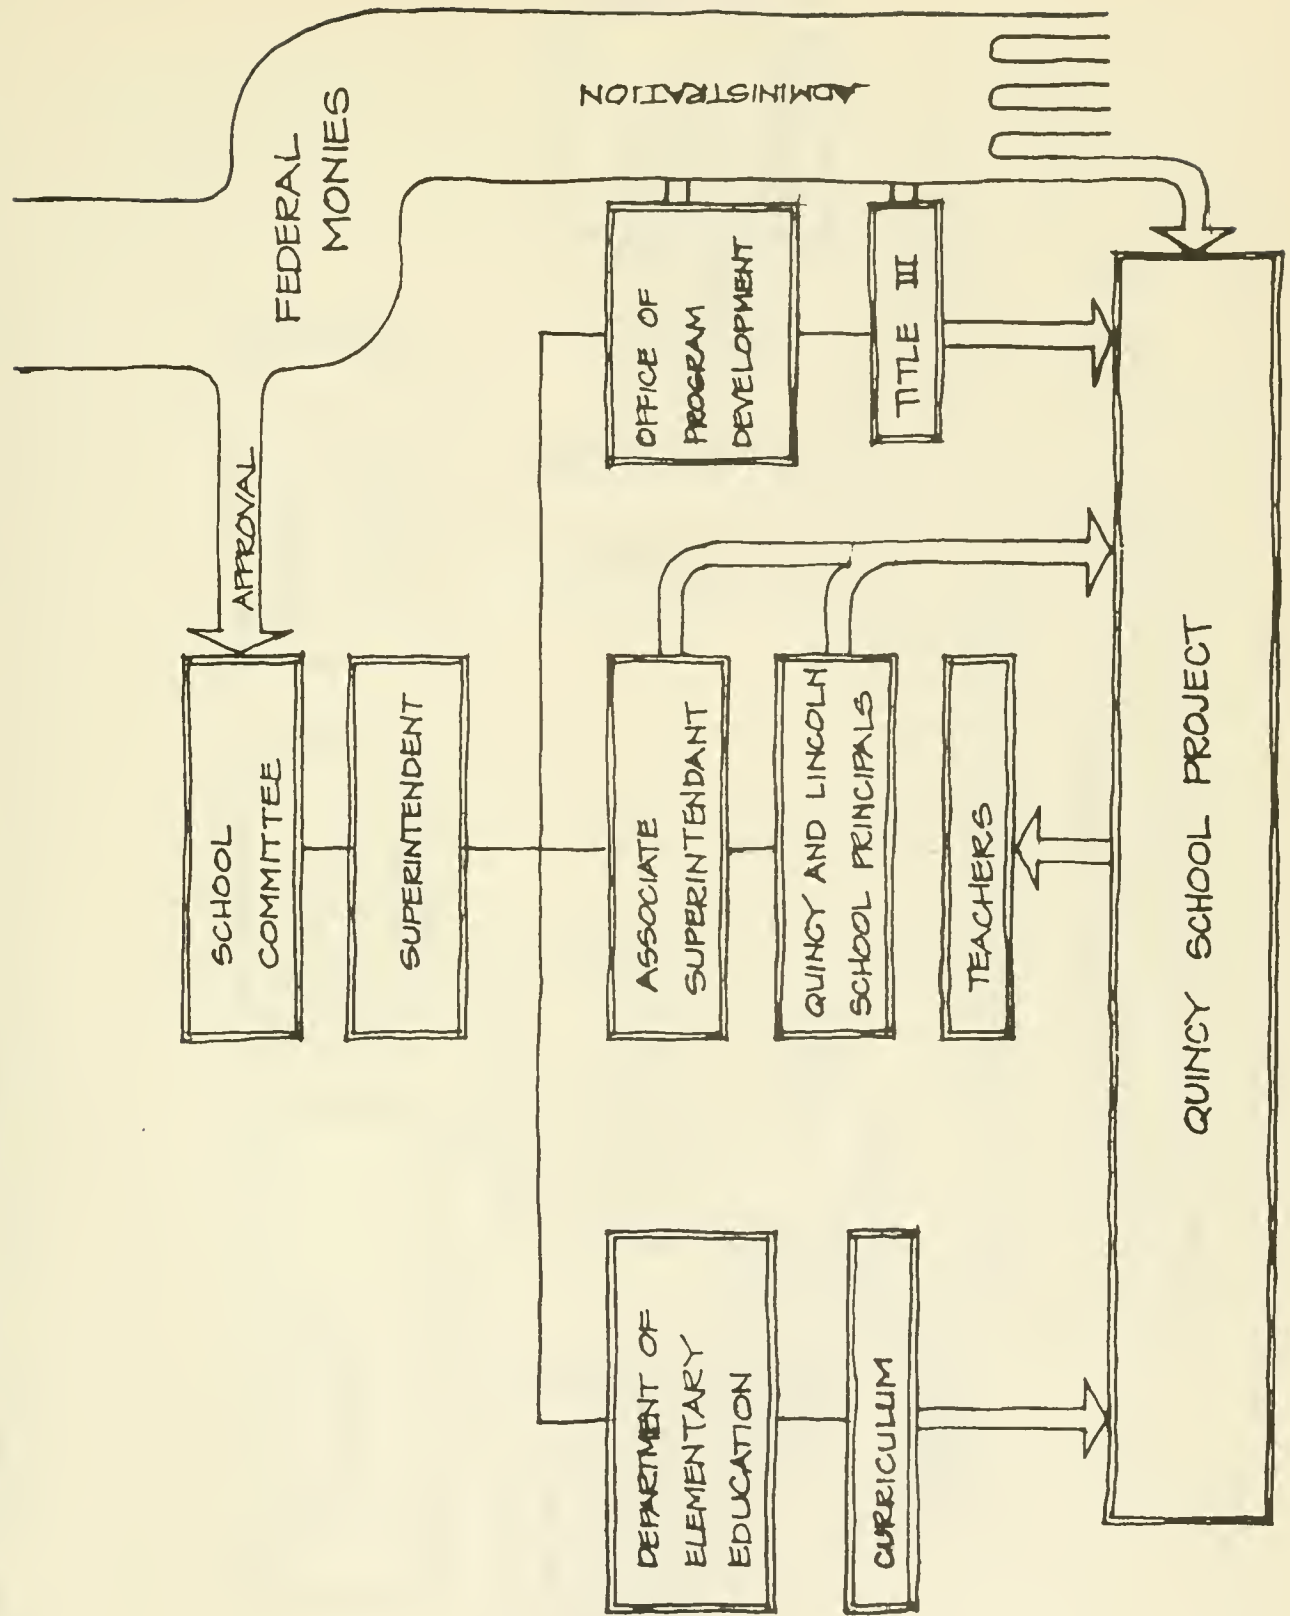 FEDERAL
MONIES
APPROVAL
ADMINISTRATION
SCHOOL
COMMITTEE
SUPERINTENDENT
DEPARTMENT OF
ELEMENTARY
EDUCATION
ASSOCIATE
SUPERINTENDANT
OFFICE OF
PROGRAM
DEVELOPMENT
CURRICULUM
QUINCY AND LINCOLN
SCHOOL PRINCIPALS
TITLE III
TEACHERS
QUINCY SCHOOL PROJECT